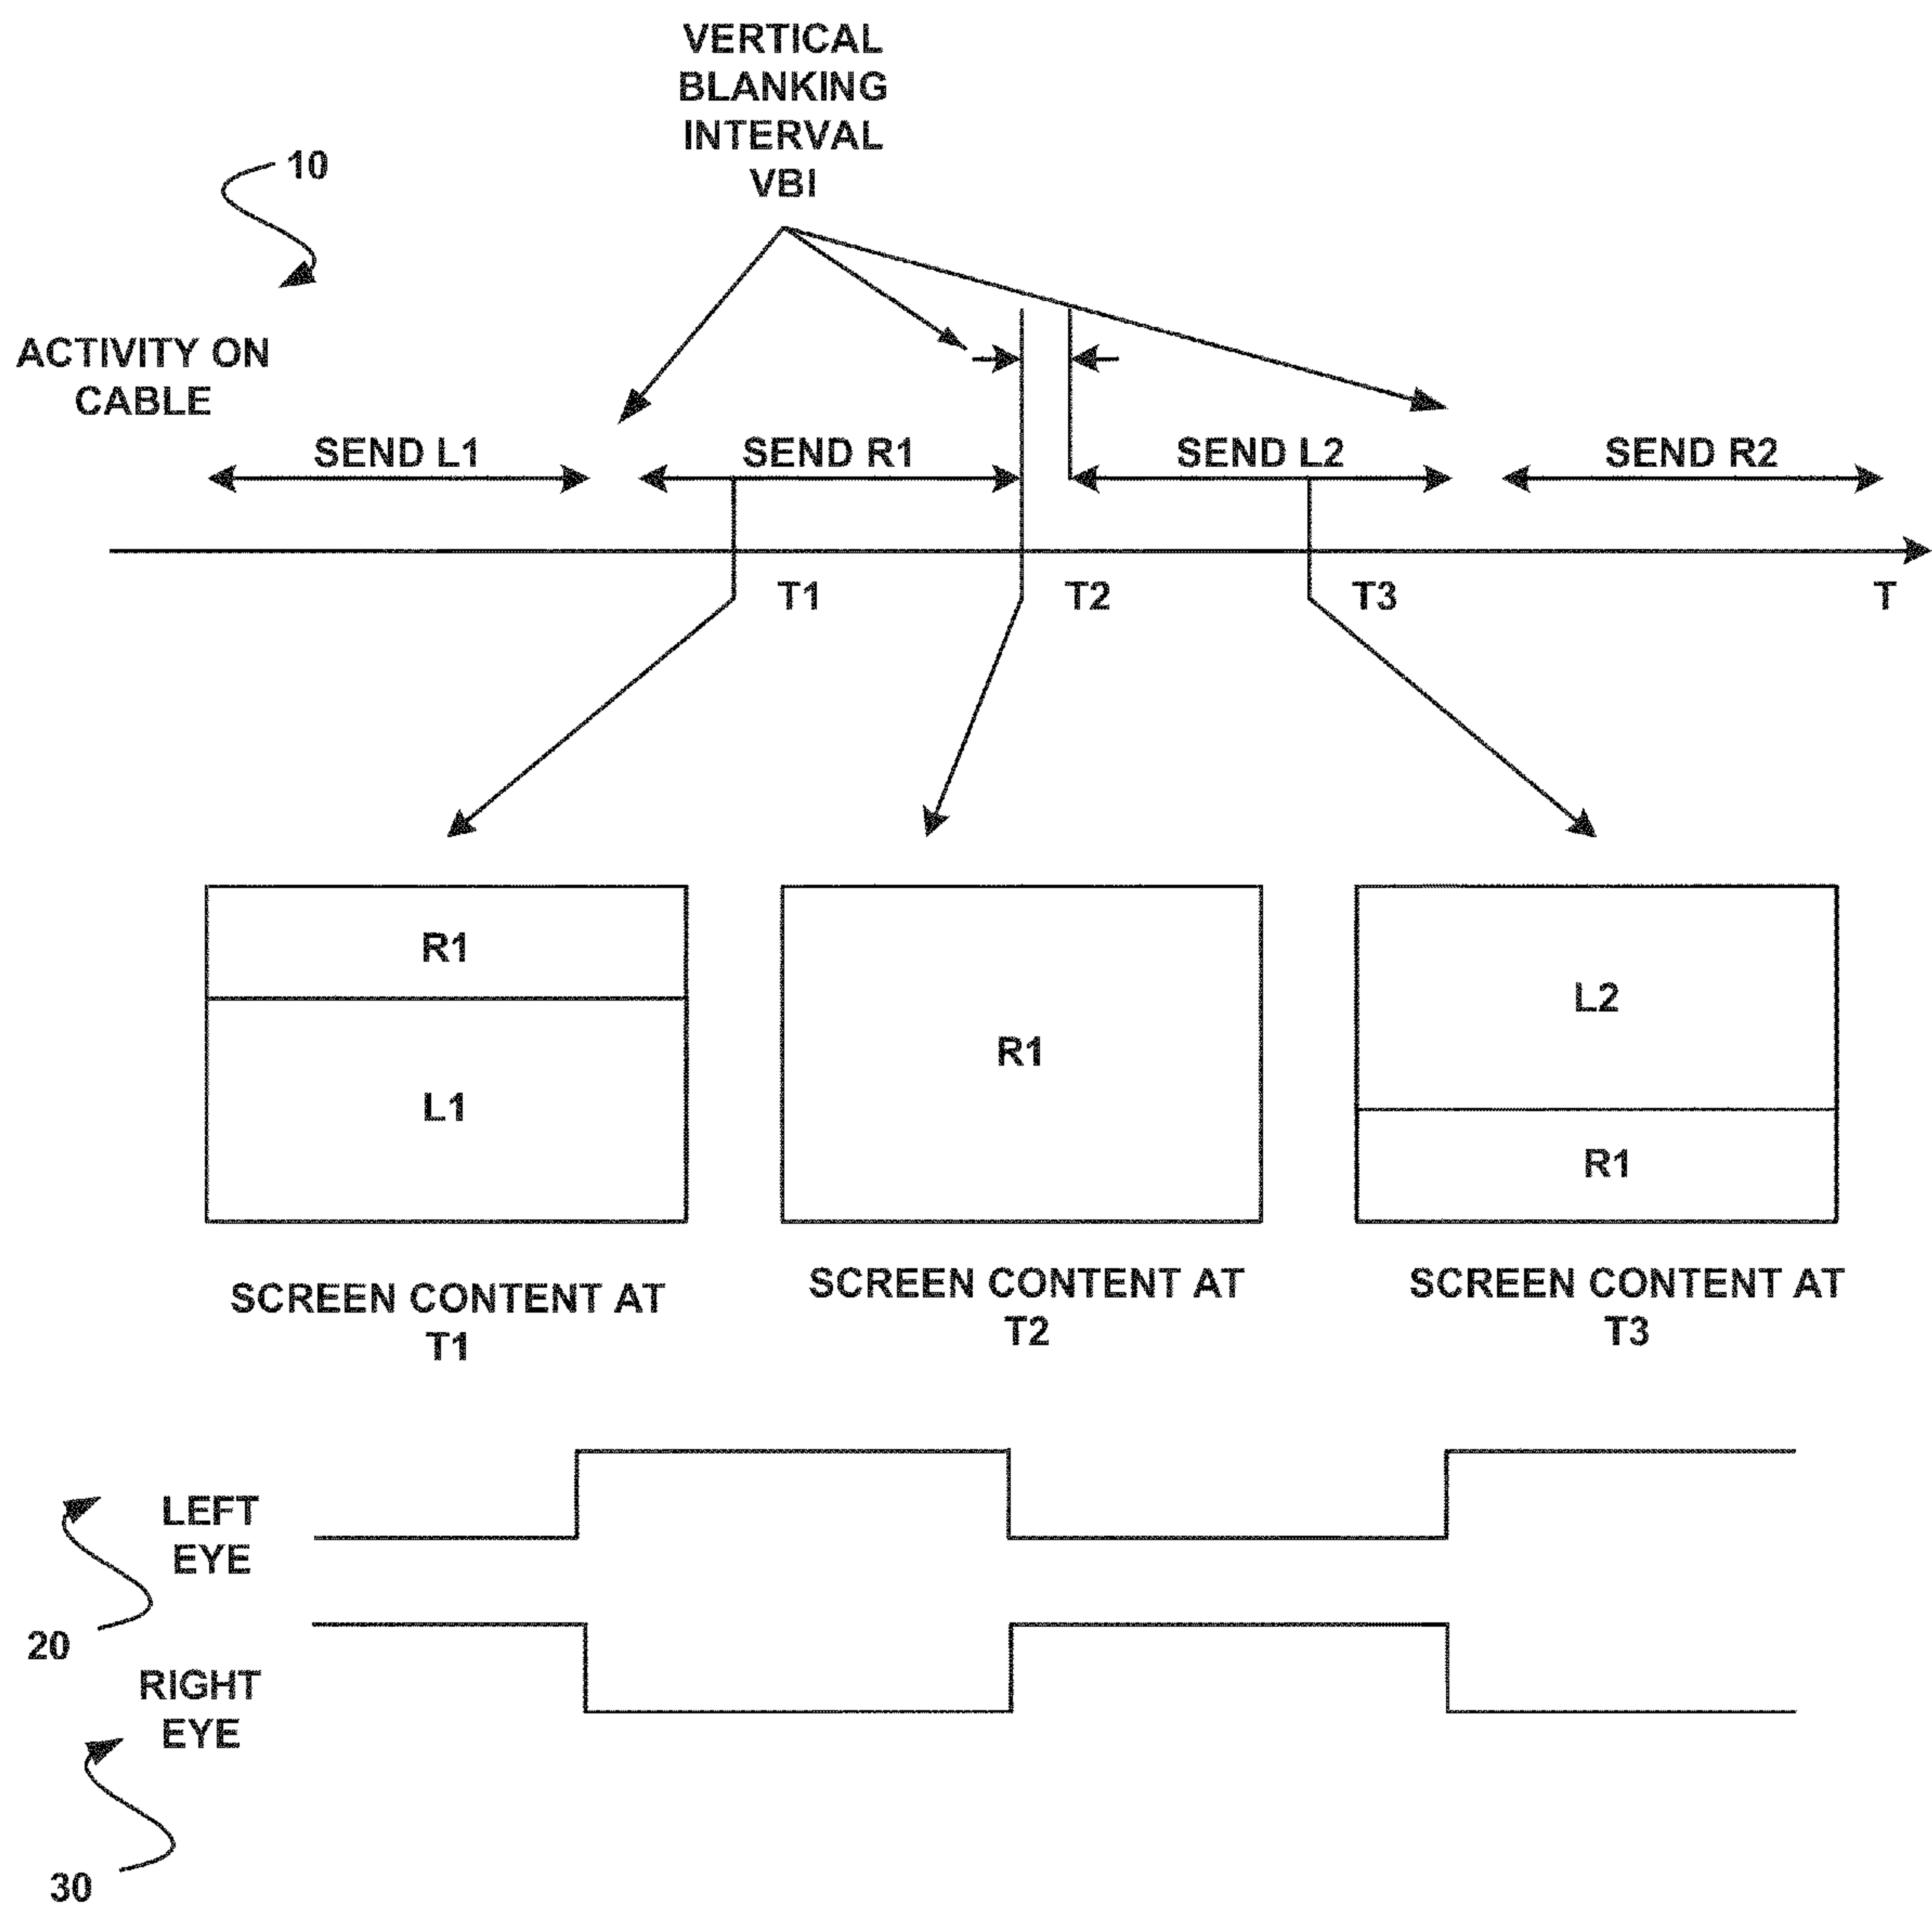 VERTICAL
BLANKING
INTERVAL
VBI
10
ACTIVITY ON
CABLE
SEND L1
SEND R1
SEND L2
SEND R2
T1
T2
T3
T
R1
L1
R1
L2
R1
SCREEN CONTENT AT
T1
SCREEN CONTENT AT
T2
SCREEN CONTENT AT
T3
LEFT
EYE
20
RIGHT
EYE
30